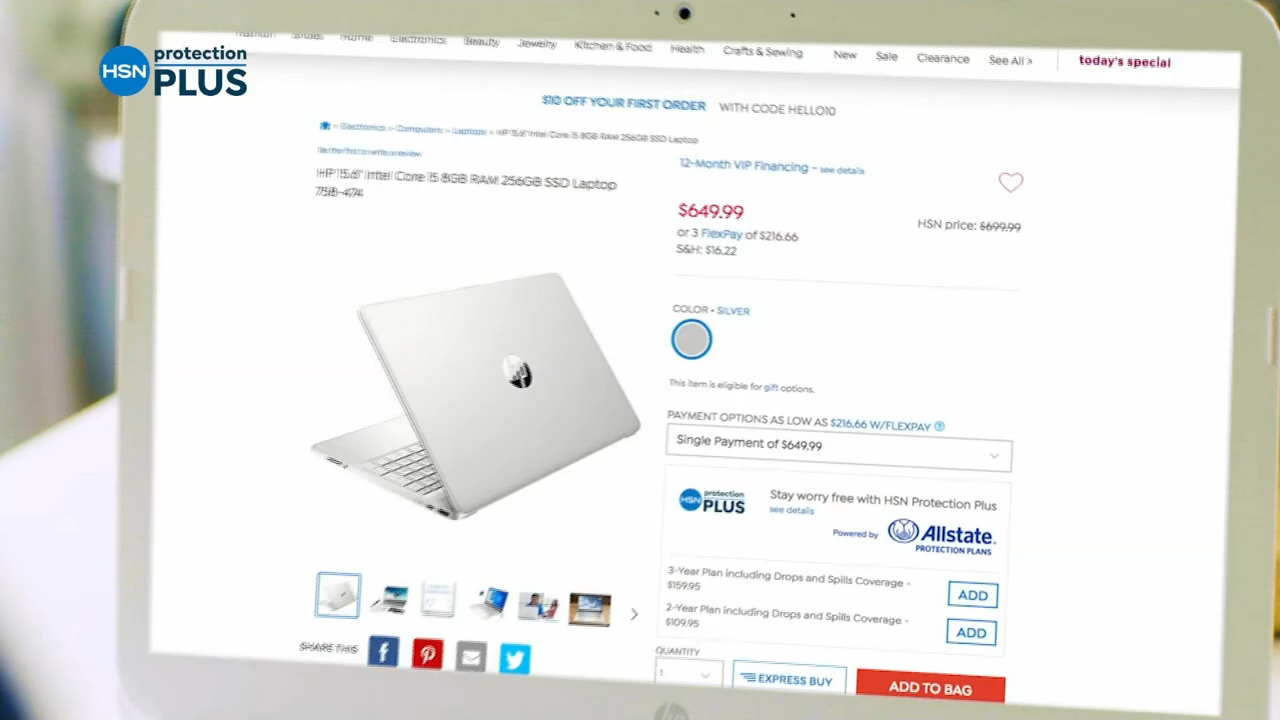 HSN protection PLUS
Fashion Shoes Home Electronics Beauty Jewelry Kitchen & Food Health Crafts & Sewing New Sale Clearance See All > today's special
$10 OFF YOUR FIRST ORDER WITH CODE HELLO10
> Electronics > Computers > Laptops > HP 15.6" Intel Core i5 8GB RAM 256GB SSD Laptop
Be the first to write a review
HP 15.6" Intel Core i5 8GB RAM 256GB SSD Laptop
12-Month VIP Financing - see details
$649.99
HSN price: $699.99
or 3 FlexPay of $216.66
S&H: $16.22
COLOR - SILVER
This item is eligible for gift options.
PAYMENT OPTIONS AS LOW AS $216.66 W/FLEXPAY
Single Payment of $649.99
HSN protection PLUS
Stay worry free with HSN Protection Plus
see details
Powered by Allstate.
PROTECTION PLANS
3-Year Plan including Drops and Spills Coverage -
$159.95
ADD
2-Year Plan including Drops and Spills Coverage -
$109.95
ADD
SHARE THIS
QUANTITY
1
EXPRESS BUY
ADD TO BAG
hp